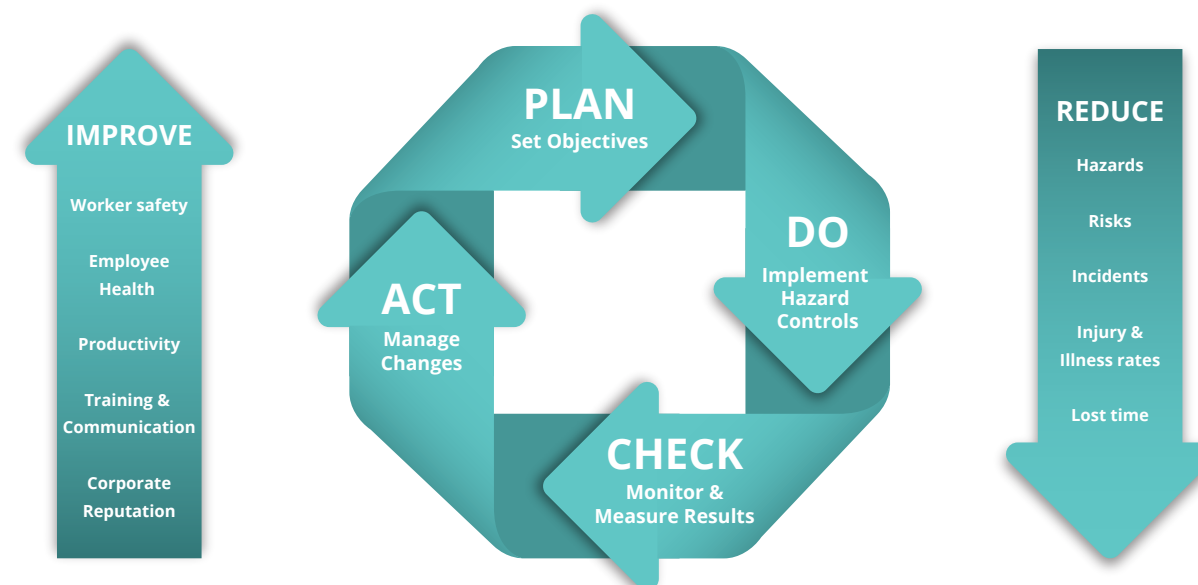 IMPROVE
Worker safety
Employee
Health
Productivity
Training &
Communication
Corporate
Reputation
PLAN
Set Objectives
DO
Implement
Hazard
Controls
CHECK
Monitor &
Measure Results
ACT
Manage
Changes
REDUCE
Hazards
Risks
Incidents
Injury &
Illness rates
Lost time